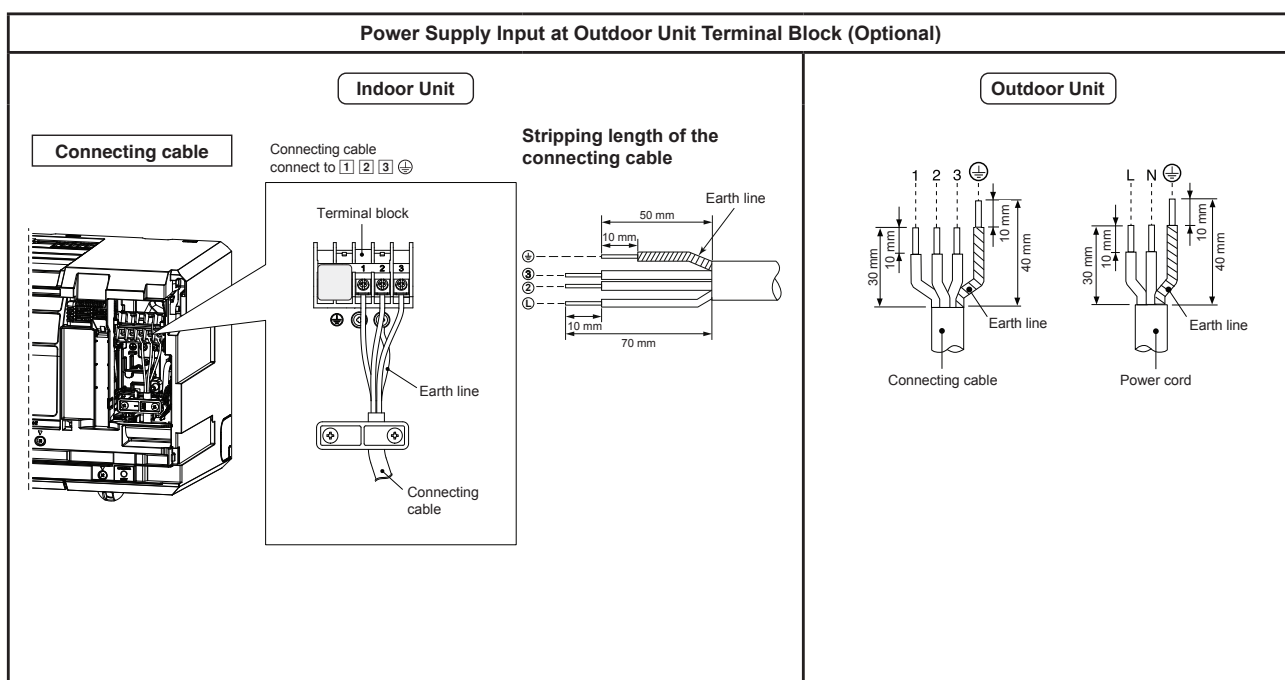 Power Supply Input at Outdoor Unit Terminal Block (Optional)
Indoor Unit
Connecting cable
Connecting cable
connect to 1 2 3 ⏚
Terminal block
1 2 3
Earth line
Connecting
cable
Stripping length of the
connecting cable
Earth line
50 mm
10 mm
⏚
③
②
Ⓛ
10 mm
70 mm
Outdoor Unit
1 2 3 ⏚
10 mm
30 mm
10 mm
40 mm
Earth line
Connecting cable
L N ⏚
10 mm
30 mm
10 mm
40 mm
Earth line
Power cord